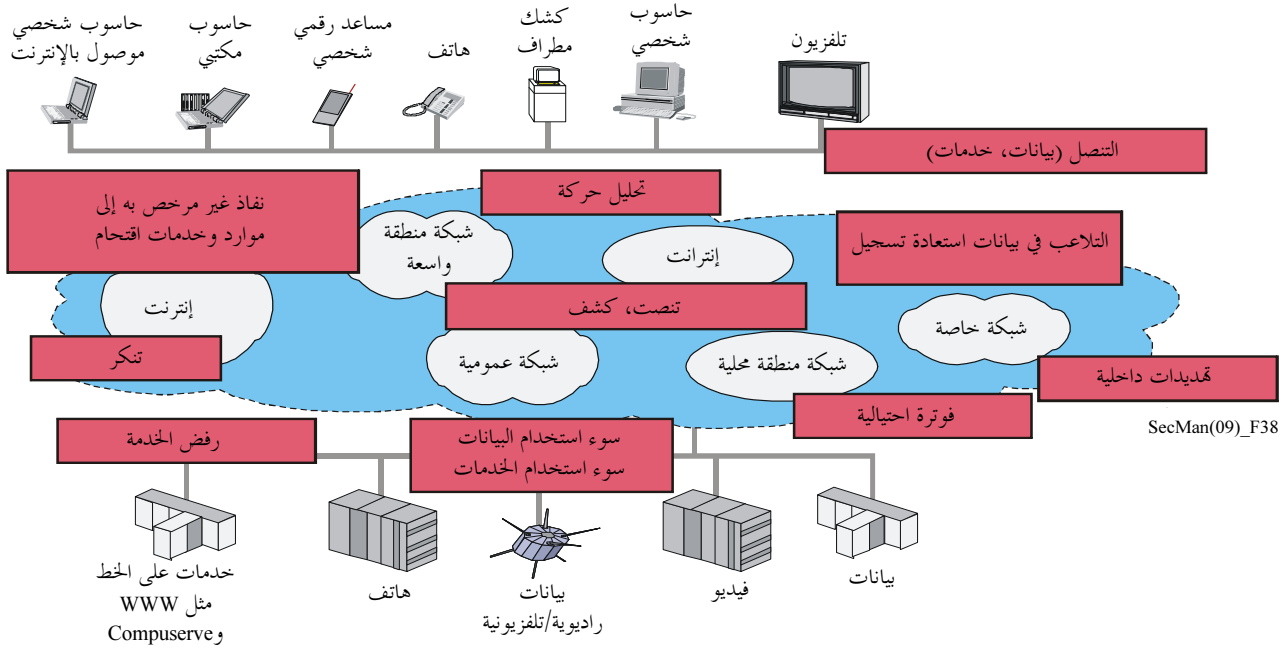 حاسوب
شخصي
تلفزيون
كشك
مطراف
هاتف
مساعد رقمي
شخصي
حاسوب
مكتبي
حاسوب شخصي
موصول بالإنترنت
التنصل (بيانات، خدمات)
تحليل حركة
نفاذ غير مرخص به إلى
موارد وخدمات اقتحام
شبكة منطقة
واسعة
إنترانت
التلاعب في بيانات استعادة تسجيل
تنصت، كشف
إنترنت
شبكة خاصة
تنكر
شبكة عمومية
شبكة منطقة محلية
تهديدات داخلية
فوترة احتيالية
SecMan(09)_F38
سوء استخدام البيانات
سوء استخدام الخدمات
رفض الخدمة
بيانات
فيديو
بيانات
راديوية/تلفزيونية
هاتف
خدمات على الخط
مثل WWW
وCompuserve